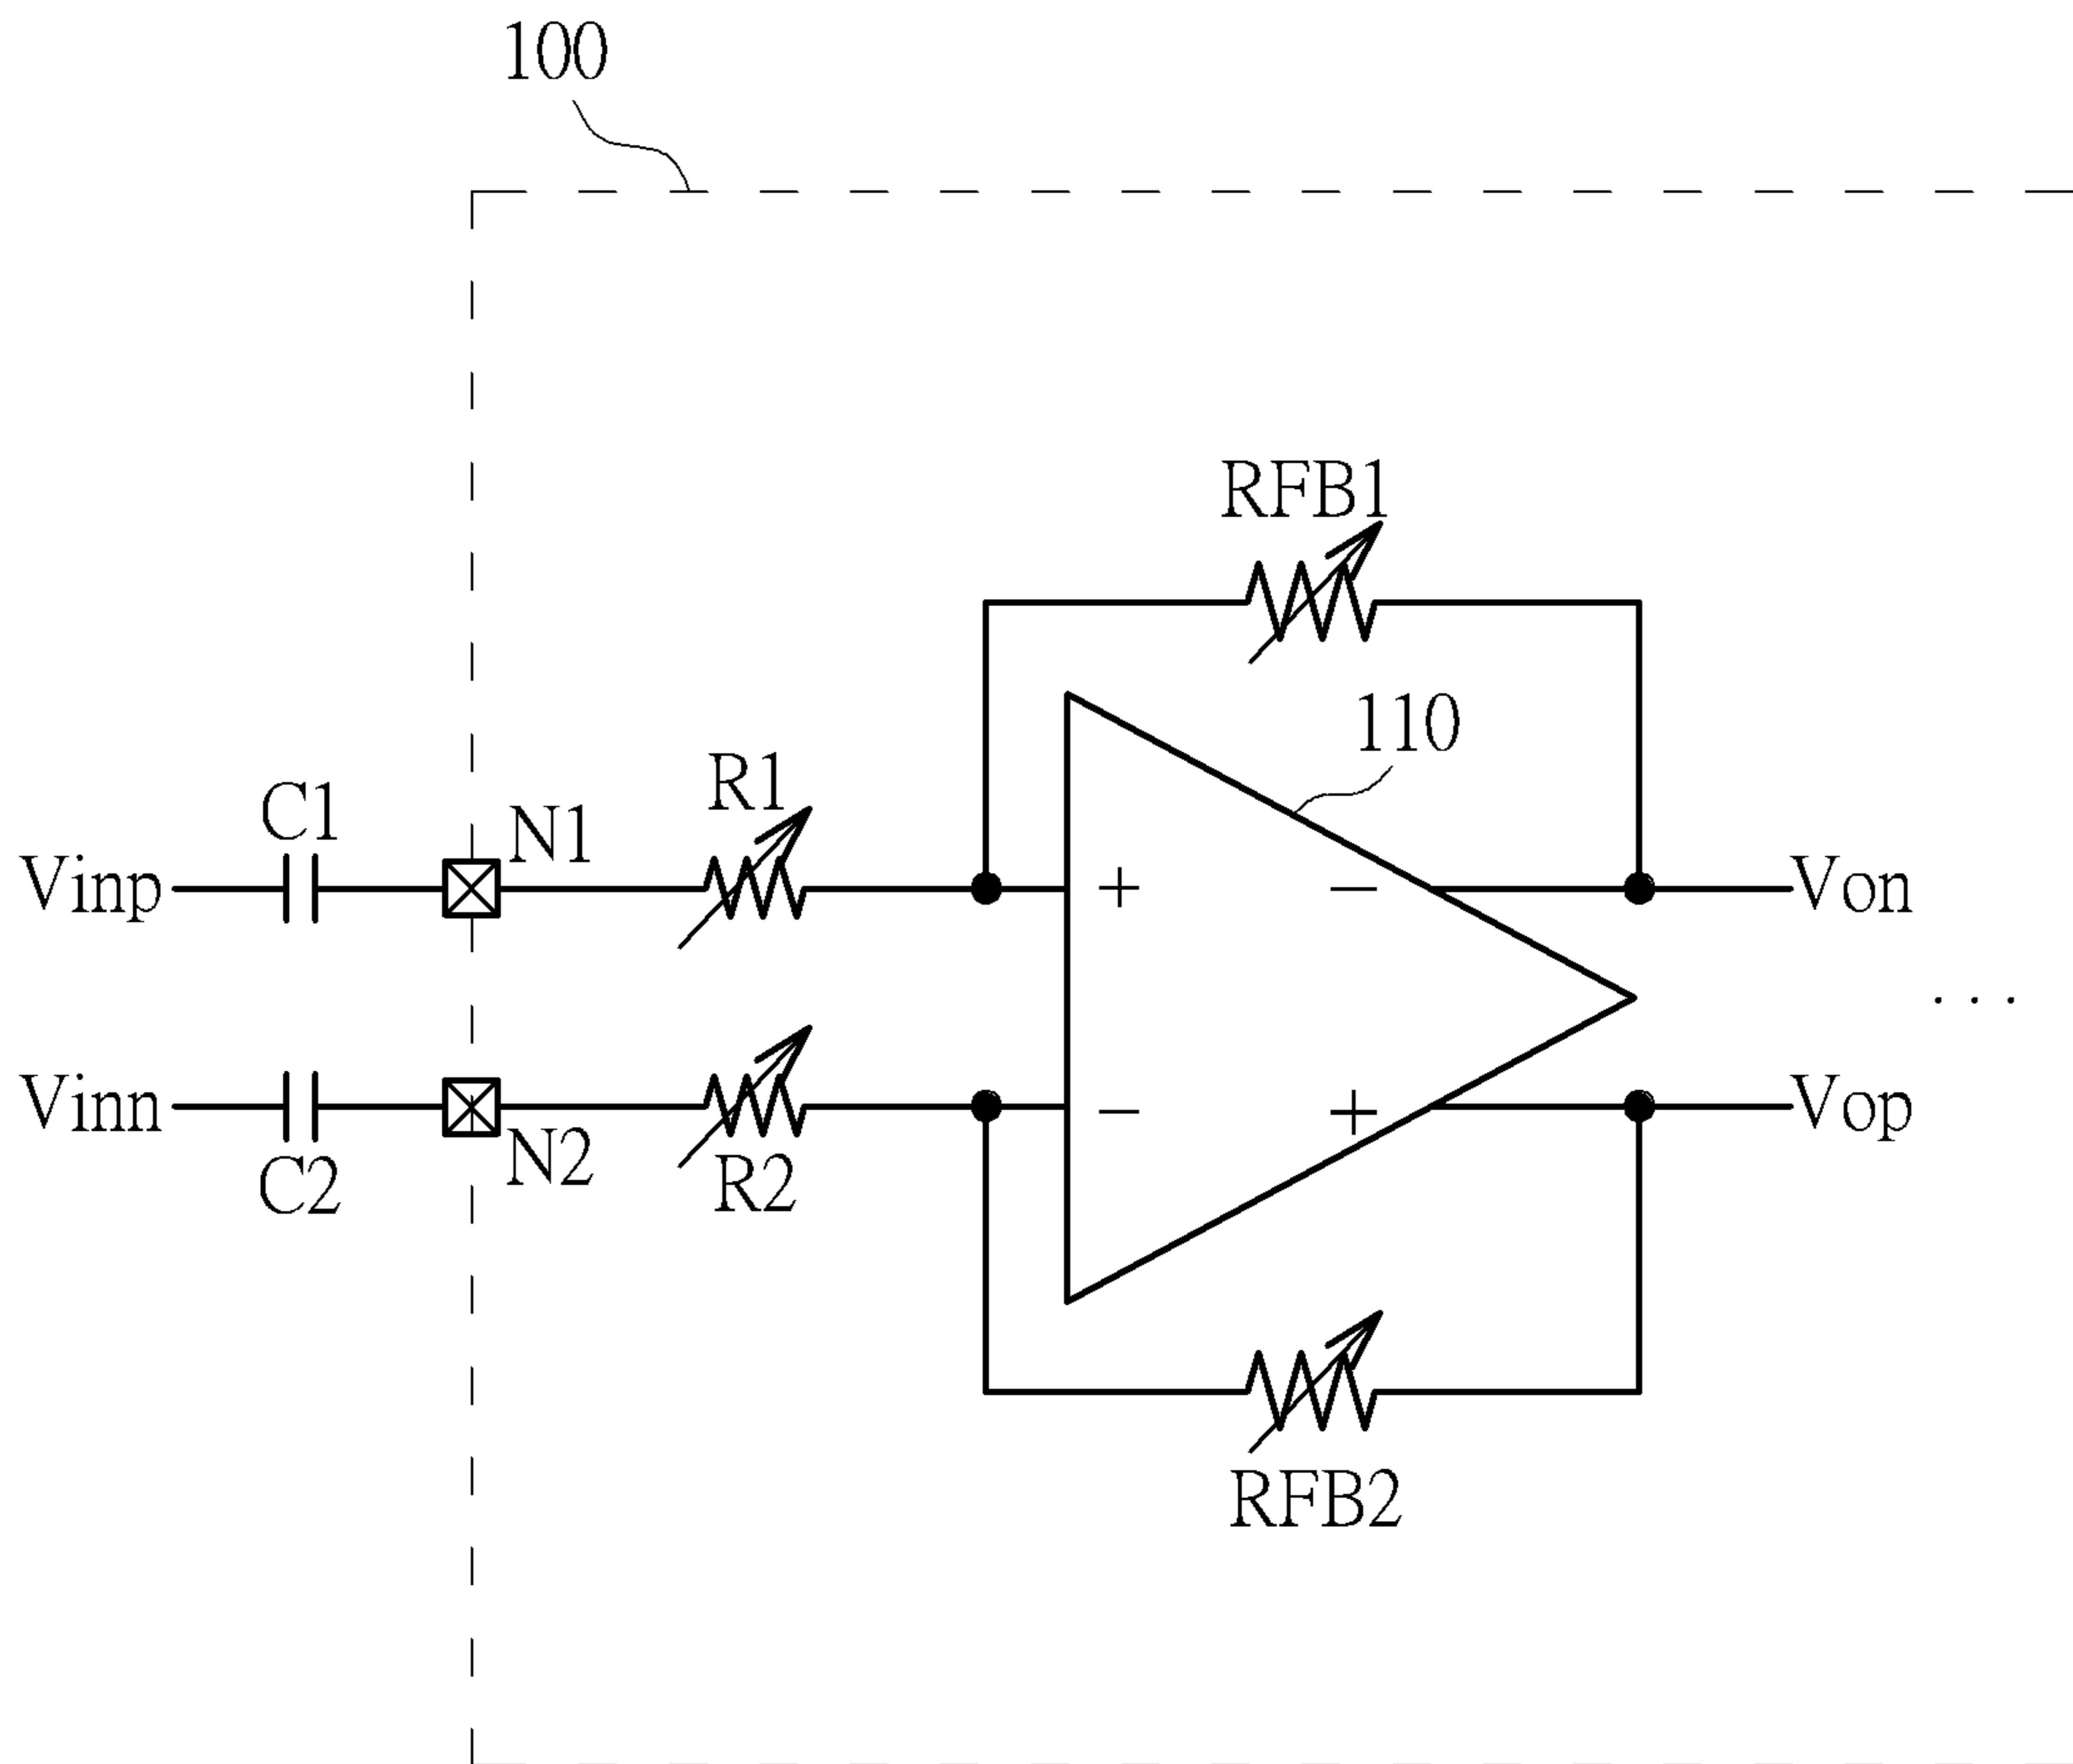 100
RFB1
110
R1
C1
N1
Vinp
+
−
Von
. . .
Vinn
−
+
Vop
N2
C2
R2
RFB2